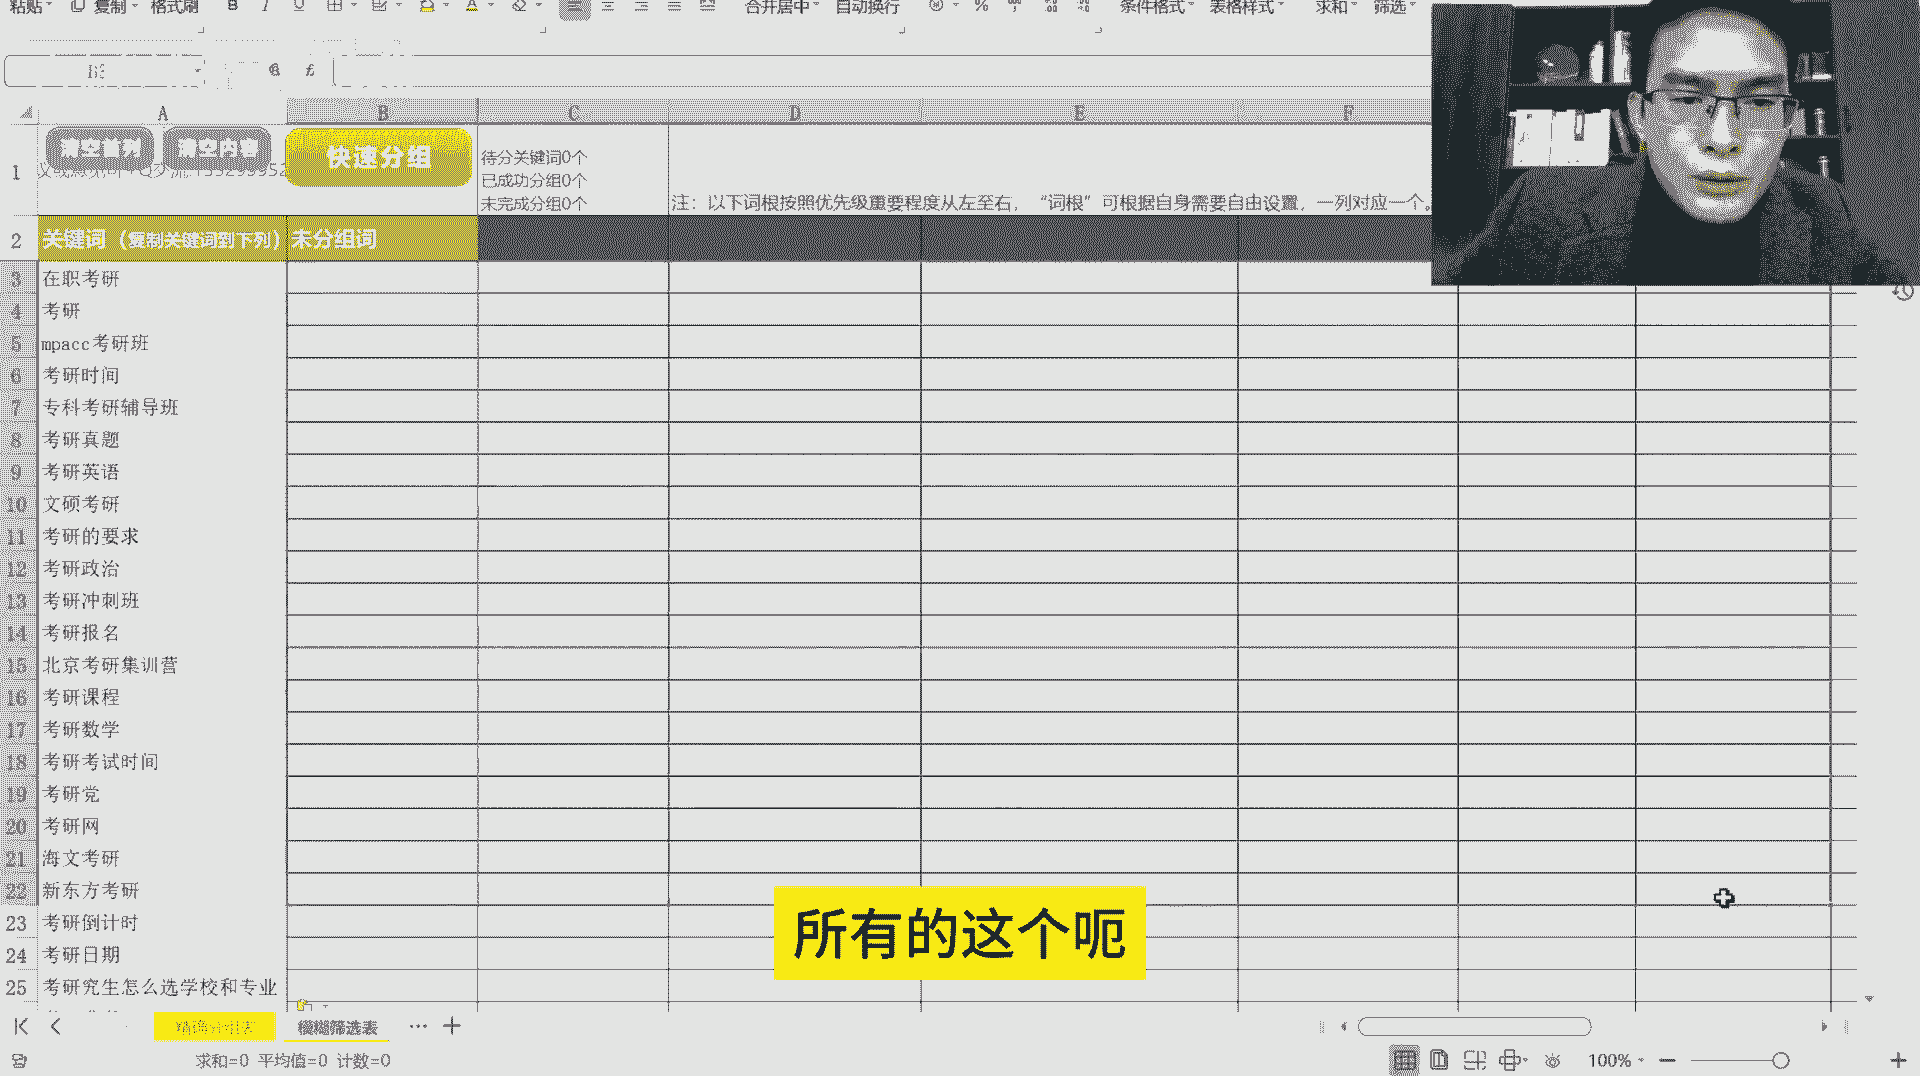 粘贴 复制 格式刷 B I U A 合并居中 自动换行 % 条件格式 表格样式 求和 筛选
A B C D E F
清空首列 清空内容 快速分组
待分关键词0个
已成功分组0个
未完成分组0个
注：以下词根按照优先级重要程度从左至右，“词根”可根据自身需要自由设置，一列对应一个。
1
2 关键词（复制关键词到下列） 未分组词
3 在职考研
4 考研
5 mpacc考研班
6 考研时间
7 专科考研辅导班
8 考研真题
9 考研英语
10 文硕考研
11 考研的要求
12 考研政治
13 考研冲刺班
14 考研报名
15 北京考研集训营
16 考研课程
17 考研数学
18 考研考试时间
19 考研党
20 考研网
21 海文考研
22 新东方考研
23 考研倒计时
24 考研日期
25 考研究生怎么选学校和专业
所有的这个呃
模糊筛选表 ··· +
求和=0 平均值=0 计数=0 100%